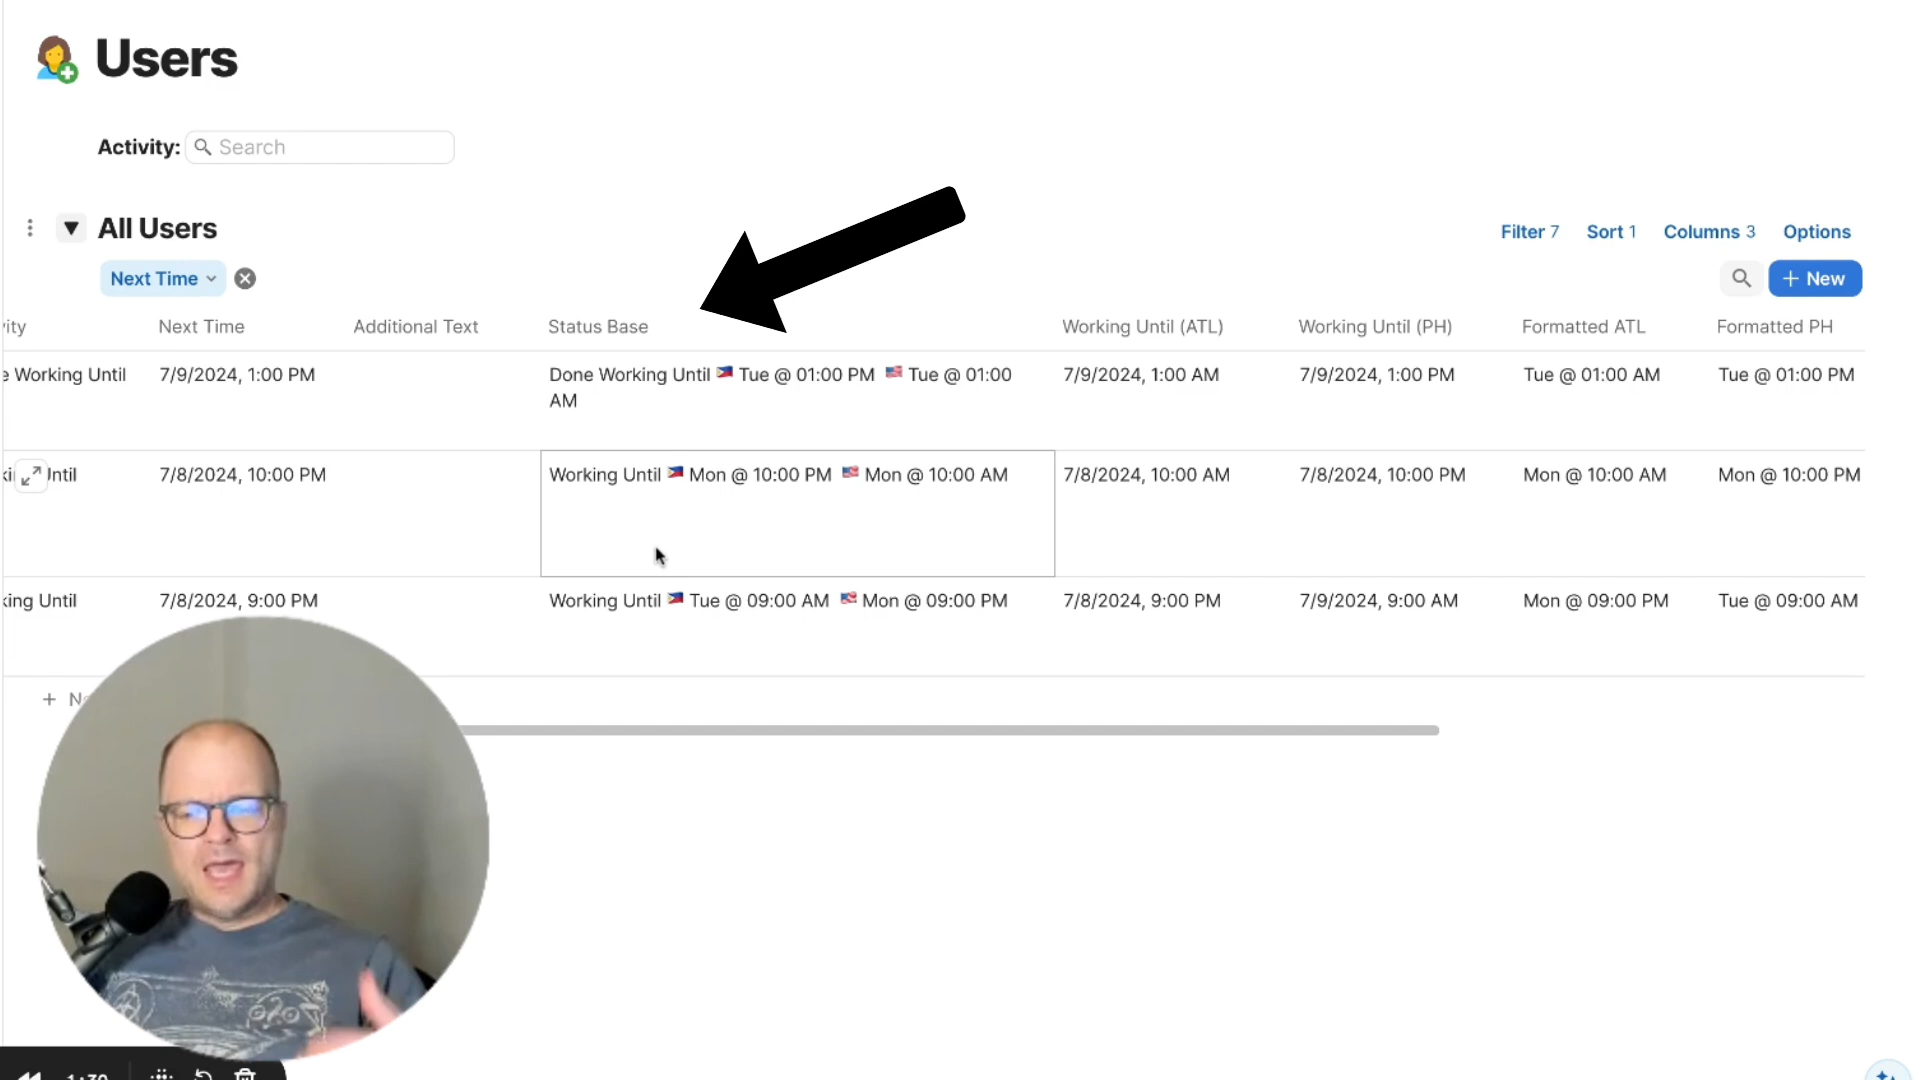 Users
Activity: Search
All Users
Filter 7 Sort 1 Columns 3 Options
Next Time
+ New
ity Next Time Additional Text Status Base Working Until (ATL) Working Until (PH) Formatted ATL Formatted PH
e Working Until 7/9/2024, 1:00 PM Done Working Until 🇵🇭 Tue @ 01:00 PM 🇺🇸 Tue @ 01:00 7/9/2024, 1:00 AM 7/9/2024, 1:00 PM Tue @ 01:00 AM Tue @ 01:00 PM
AM
Until 7/8/2024, 10:00 PM Working Until 🇵🇭 Mon @ 10:00 PM 🇺🇸 Mon @ 10:00 AM 7/8/2024, 10:00 AM 7/8/2024, 10:00 PM Mon @ 10:00 AM Mon @ 10:00 PM
king Until 7/8/2024, 9:00 PM Working Until 🇵🇭 Tue @ 09:00 AM 🇺🇸 Mon @ 09:00 PM 7/8/2024, 9:00 PM 7/9/2024, 9:00 AM Mon @ 09:00 PM Tue @ 09:00 AM
+ N